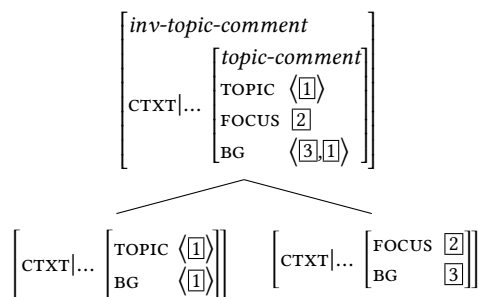 inv-topic-comment
topic-comment
CTXT|… TOPIC ⟨1⟩
FOCUS 2
BG ⟨3,1⟩
CTXT|… TOPIC ⟨1⟩
BG ⟨1⟩
CTXT|… FOCUS 2
BG 3